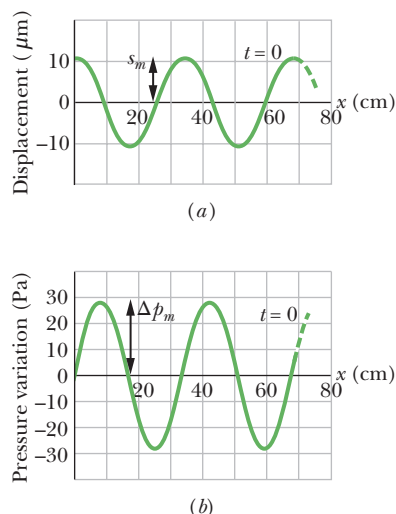 Displacement (μm)
10
0
−10
s_m
t = 0
20
40
60
80
x (cm)
(a)
Pressure variation (Pa)
30
20
10
0
−10
−20
−30
Δp_m
t = 0
20
40
60
80
x (cm)
(b)